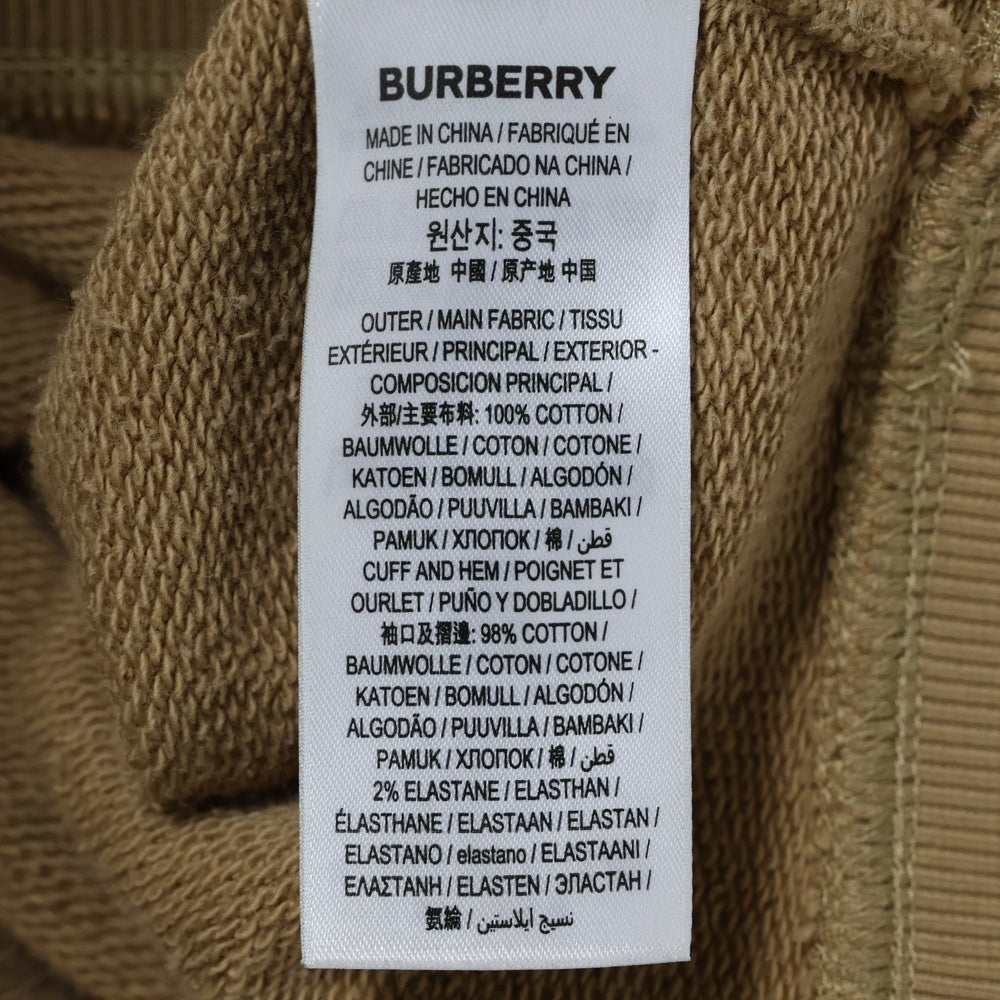 BURBERRY
MADE IN CHINA / FABRIQUÉ EN
CHINE / FABRICADO NA CHINA /
HECHO EN CHINA
원산지: 중국
原產地 中國 / 原产地 中国
OUTER / MAIN FABRIC / TISSU
EXTÉRIEUR / PRINCIPAL / EXTERIOR -
COMPOSICION PRINCIPAL /
外部/主要布料: 100% COTTON /
BAUMWOLLE / COTON / COTONE /
KATOEN / BOMULL / ALGODÓN /
ALGODÃO / PUUVILLA / BAMBAKI /
PAMUK / ХЛОПОК / 棉 / قطن
CUFF AND HEM / POIGNET ET
OURLET / PUÑO Y DOBLADILLO /
袖口及摺邊: 98% COTTON /
BAUMWOLLE / COTON / COTONE /
KATOEN / BOMULL / ALGODÓN /
ALGODÃO / PUUVILLA / BAMBAKI /
PAMUK / ХЛОПОК / 棉 / قطن
2% ELASTANE / ELASTHAN /
ÉLASTHANE / ELASTAAN / ELASTAN /
ELASTANO / elastano / ELASTAANI /
ΕΛΑΣΤΑΝΗ / ELASTEN / ЭЛАСТАН /
氨綸 / نسيج ايلاستين